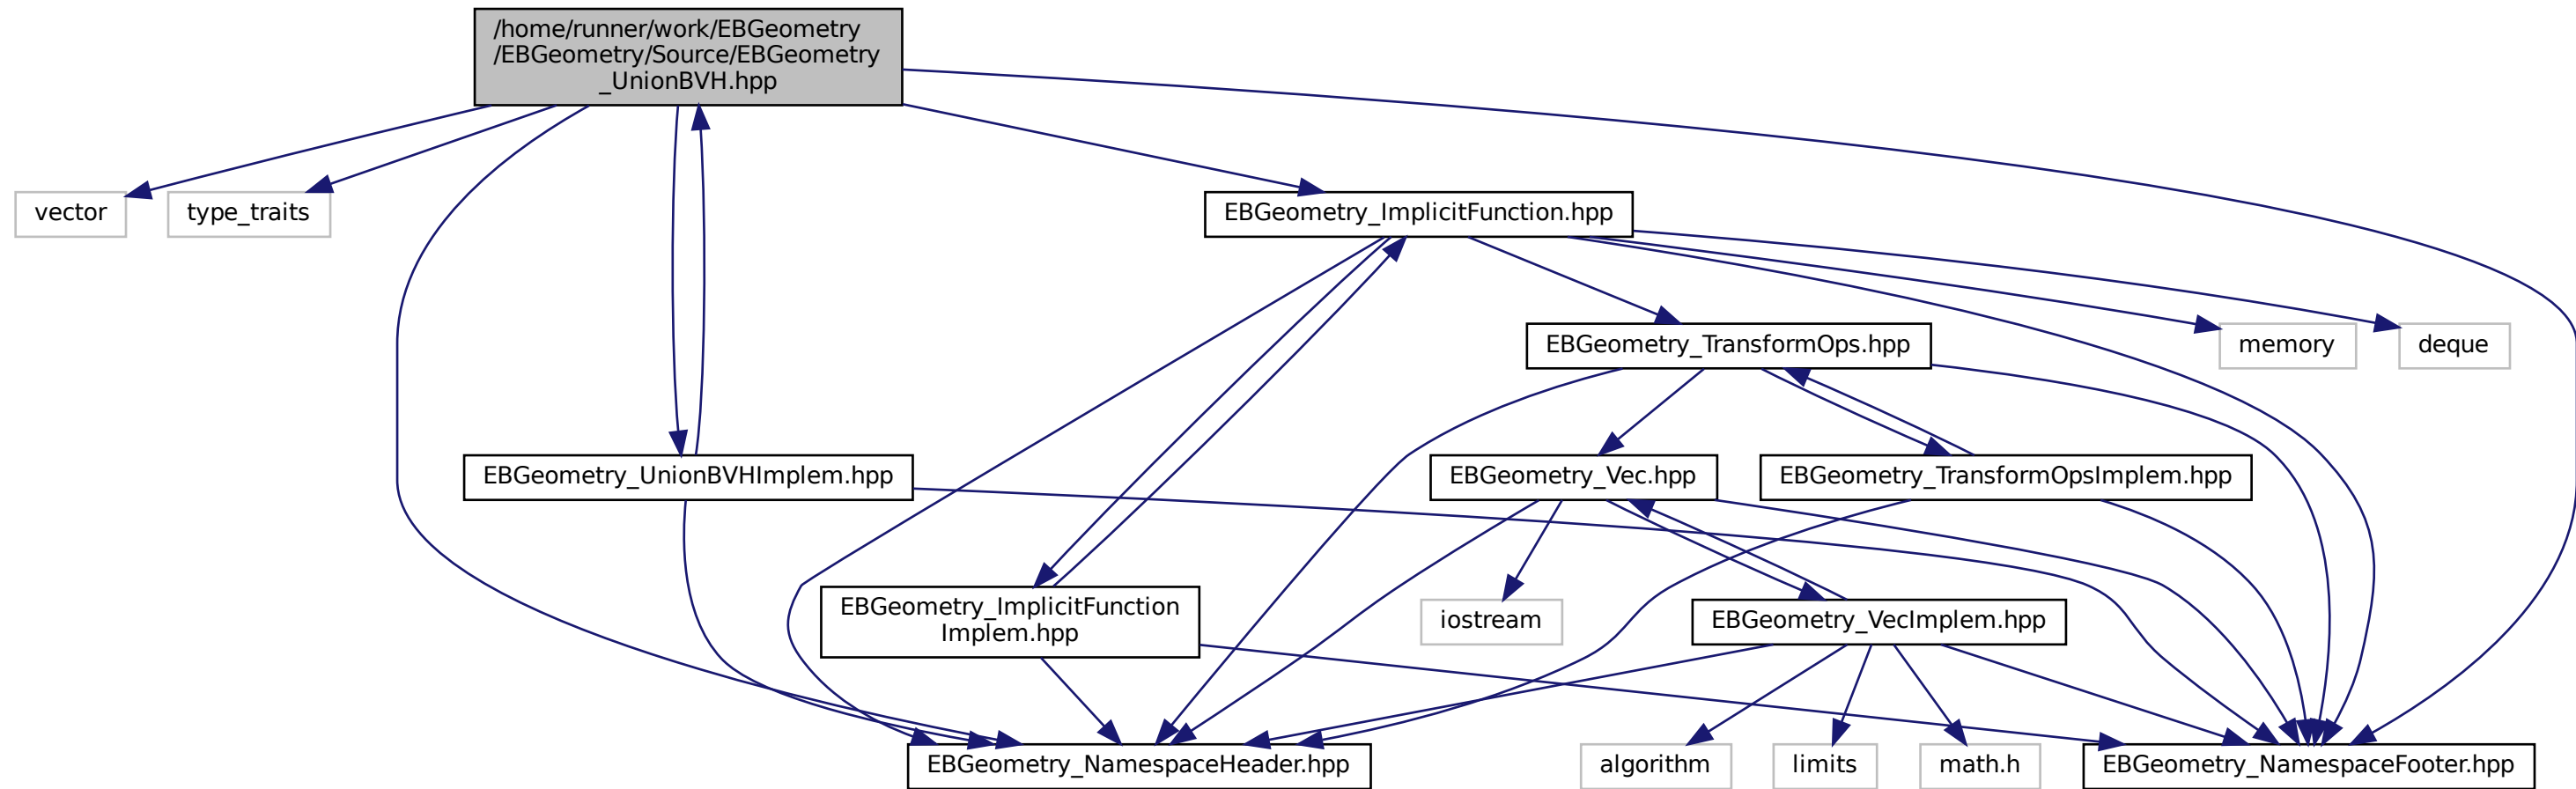 /home/runner/work/EBGeometry
/EBGeometry/Source/EBGeometry
_UnionBVH.hpp
vector
type_traits
EBGeometry_ImplicitFunction.hpp
EBGeometry_TransformOps.hpp
memory
deque
EBGeometry_UnionBVHImplem.hpp
EBGeometry_Vec.hpp
EBGeometry_TransformOpsImplem.hpp
EBGeometry_ImplicitFunction
Implem.hpp
iostream
EBGeometry_VecImplem.hpp
EBGeometry_NamespaceHeader.hpp
algorithm
limits
math.h
EBGeometry_NamespaceFooter.hpp